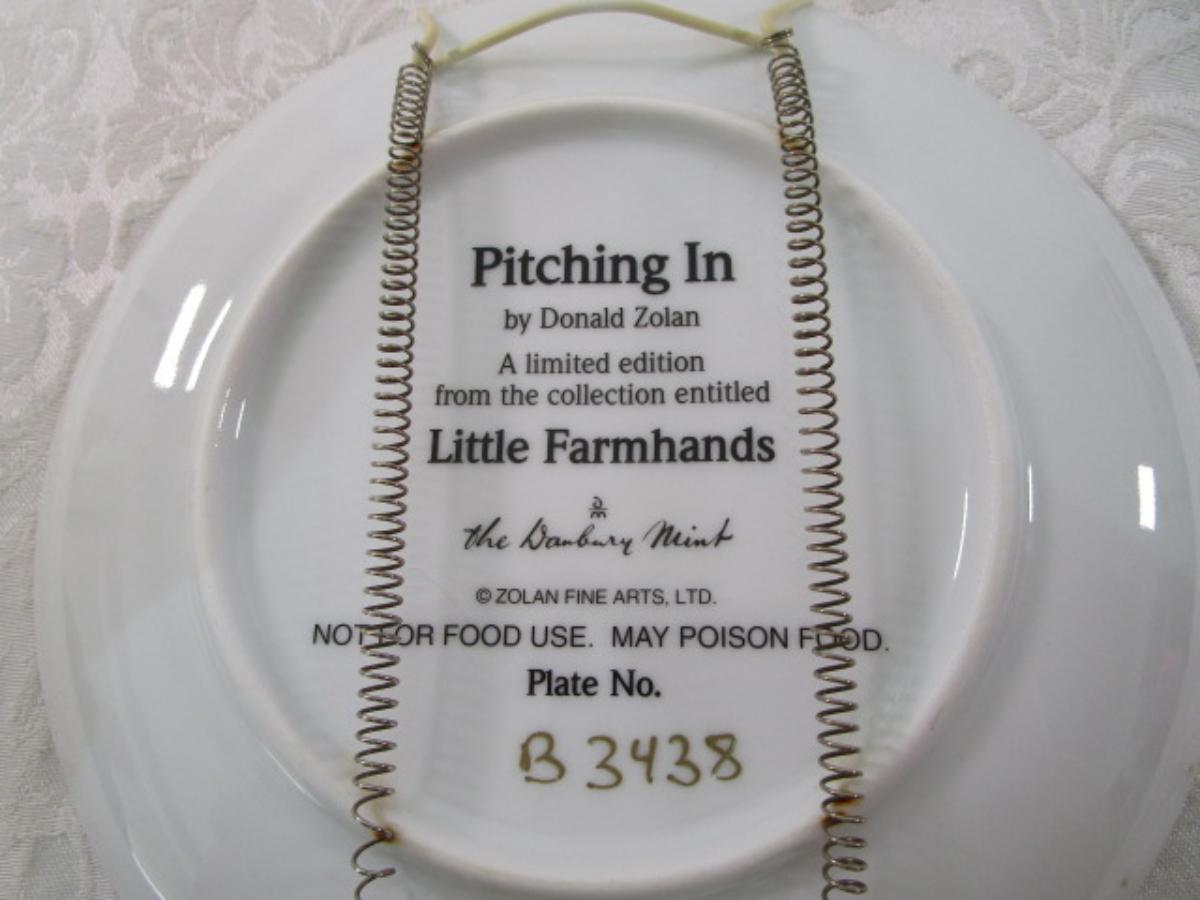 Pitching In
by Donald Zolan
A limited edition
from the collection entitled
Little Farmhands
DM
the Danbury Mint
© ZOLAN FINE ARTS, LTD.
NOT FOR FOOD USE. MAY POISON FOOD.
Plate No.
B 3438